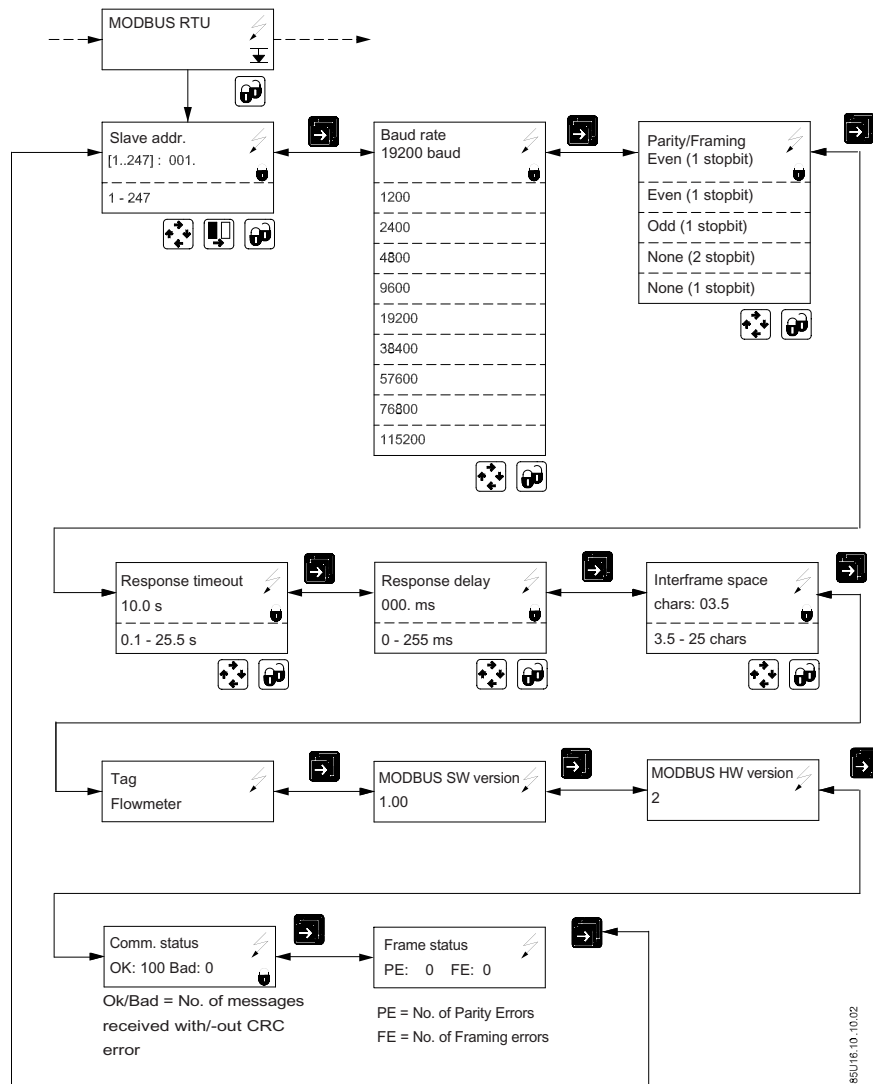 MODBUS RTU
Slave addr.
[1..247] : 001.
1 - 247
Baud rate
19200 baud
1200
2400
4800
9600
19200
38400
57600
76800
115200
Parity/Framing
Even (1 stopbit)
Even (1 stopbit)
Odd (1 stopbit)
None (2 stopbit)
None (1 stopbit)
Response timeout
10.0 s
0.1 - 25.5 s
Response delay
000. ms
0 - 255 ms
Interframe space
chars: 03.5
3.5 - 25 chars
Tag
Flowmeter
MODBUS SW version
1.00
MODBUS HW version
2
Comm. status
OK: 100 Bad: 0
Ok/Bad = No. of messages
received with/-out CRC
error
Frame status
PE: 0 FE: 0
PE = No. of Parity Errors
FE = No. of Framing errors
85U16.10.10.02